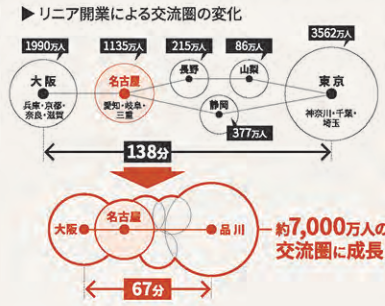 ▶ リニア開業による交流圏の変化
1990万人
1135万人
215万人
86万人
3562万人
大阪
兵庫・京都・
奈良・滋賀
名古屋
愛知・岐阜・
三重
長野
山梨
静岡
377万人
東京
神奈川・千葉・
埼玉
138分
大阪
名古屋
品川
約7,000万人の
交流圏に成長
67分